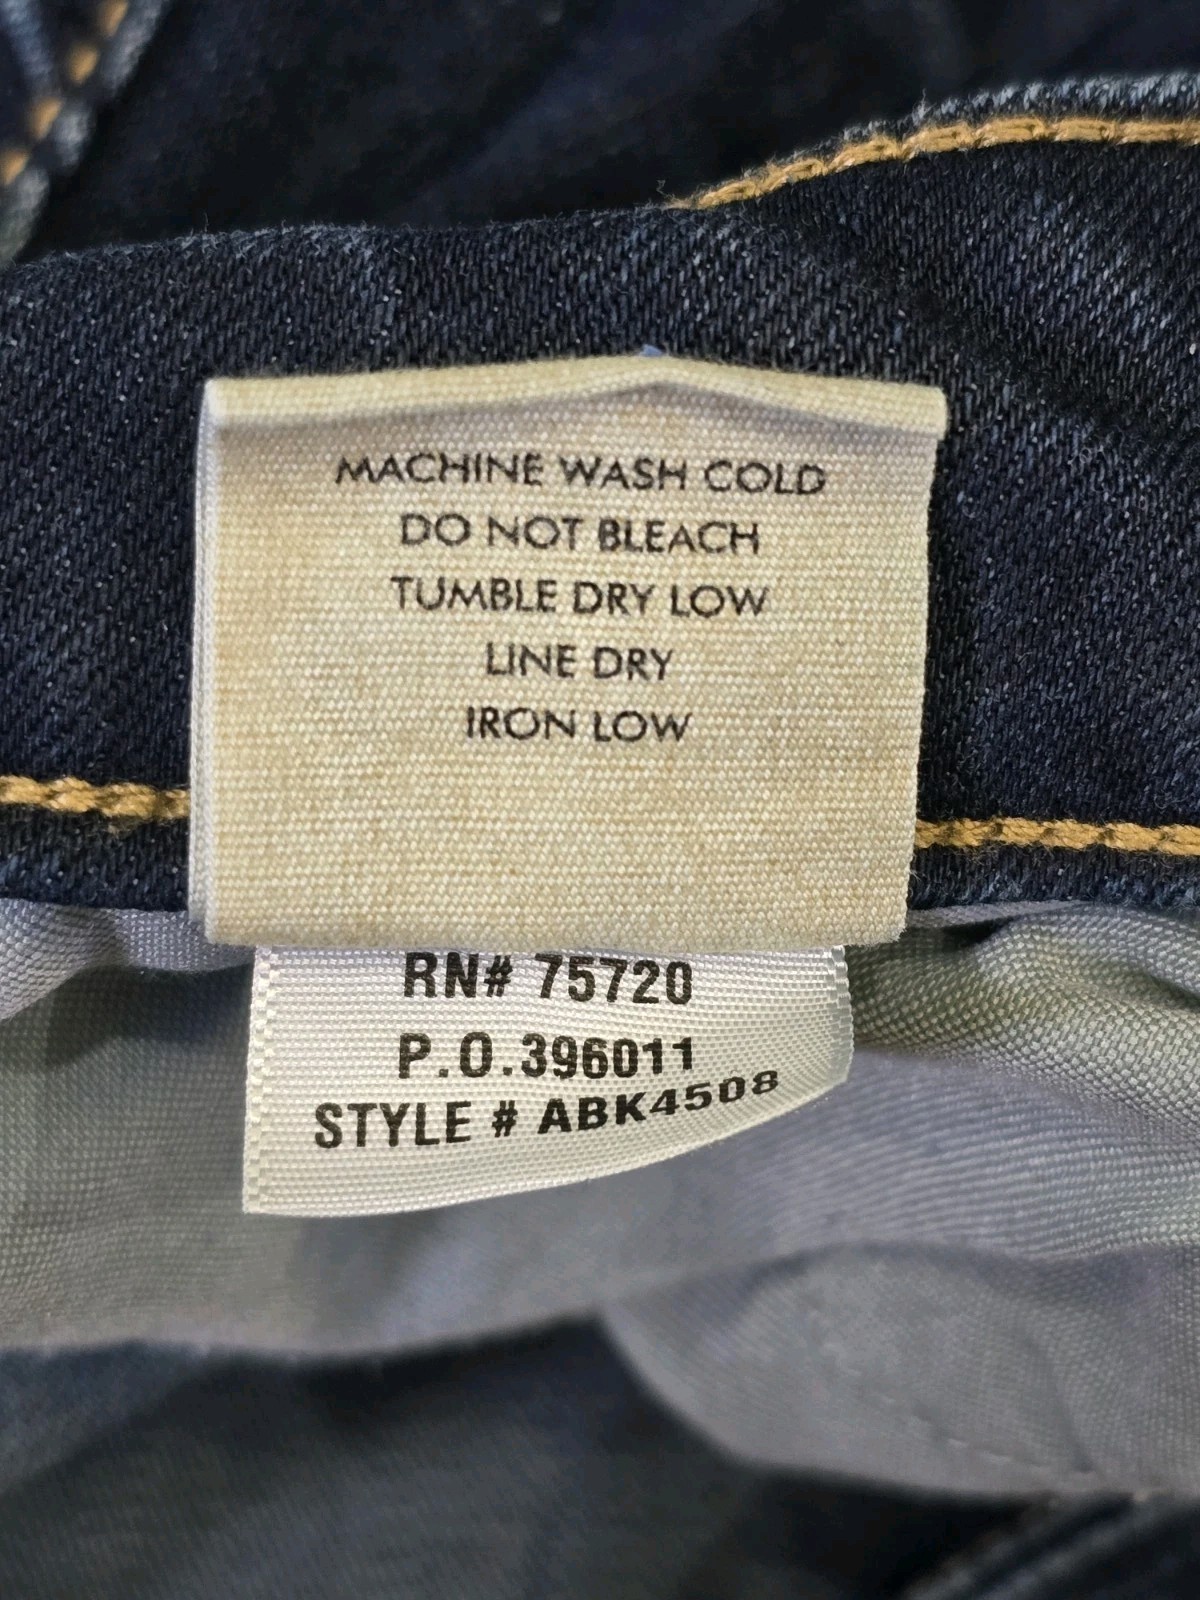 MACHINE WASH COLD
DO NOT BLEACH
TUMBLE DRY LOW
LINE DRY
IRON LOW
RN# 75720
P.O.396011
STYLE # ABK4508